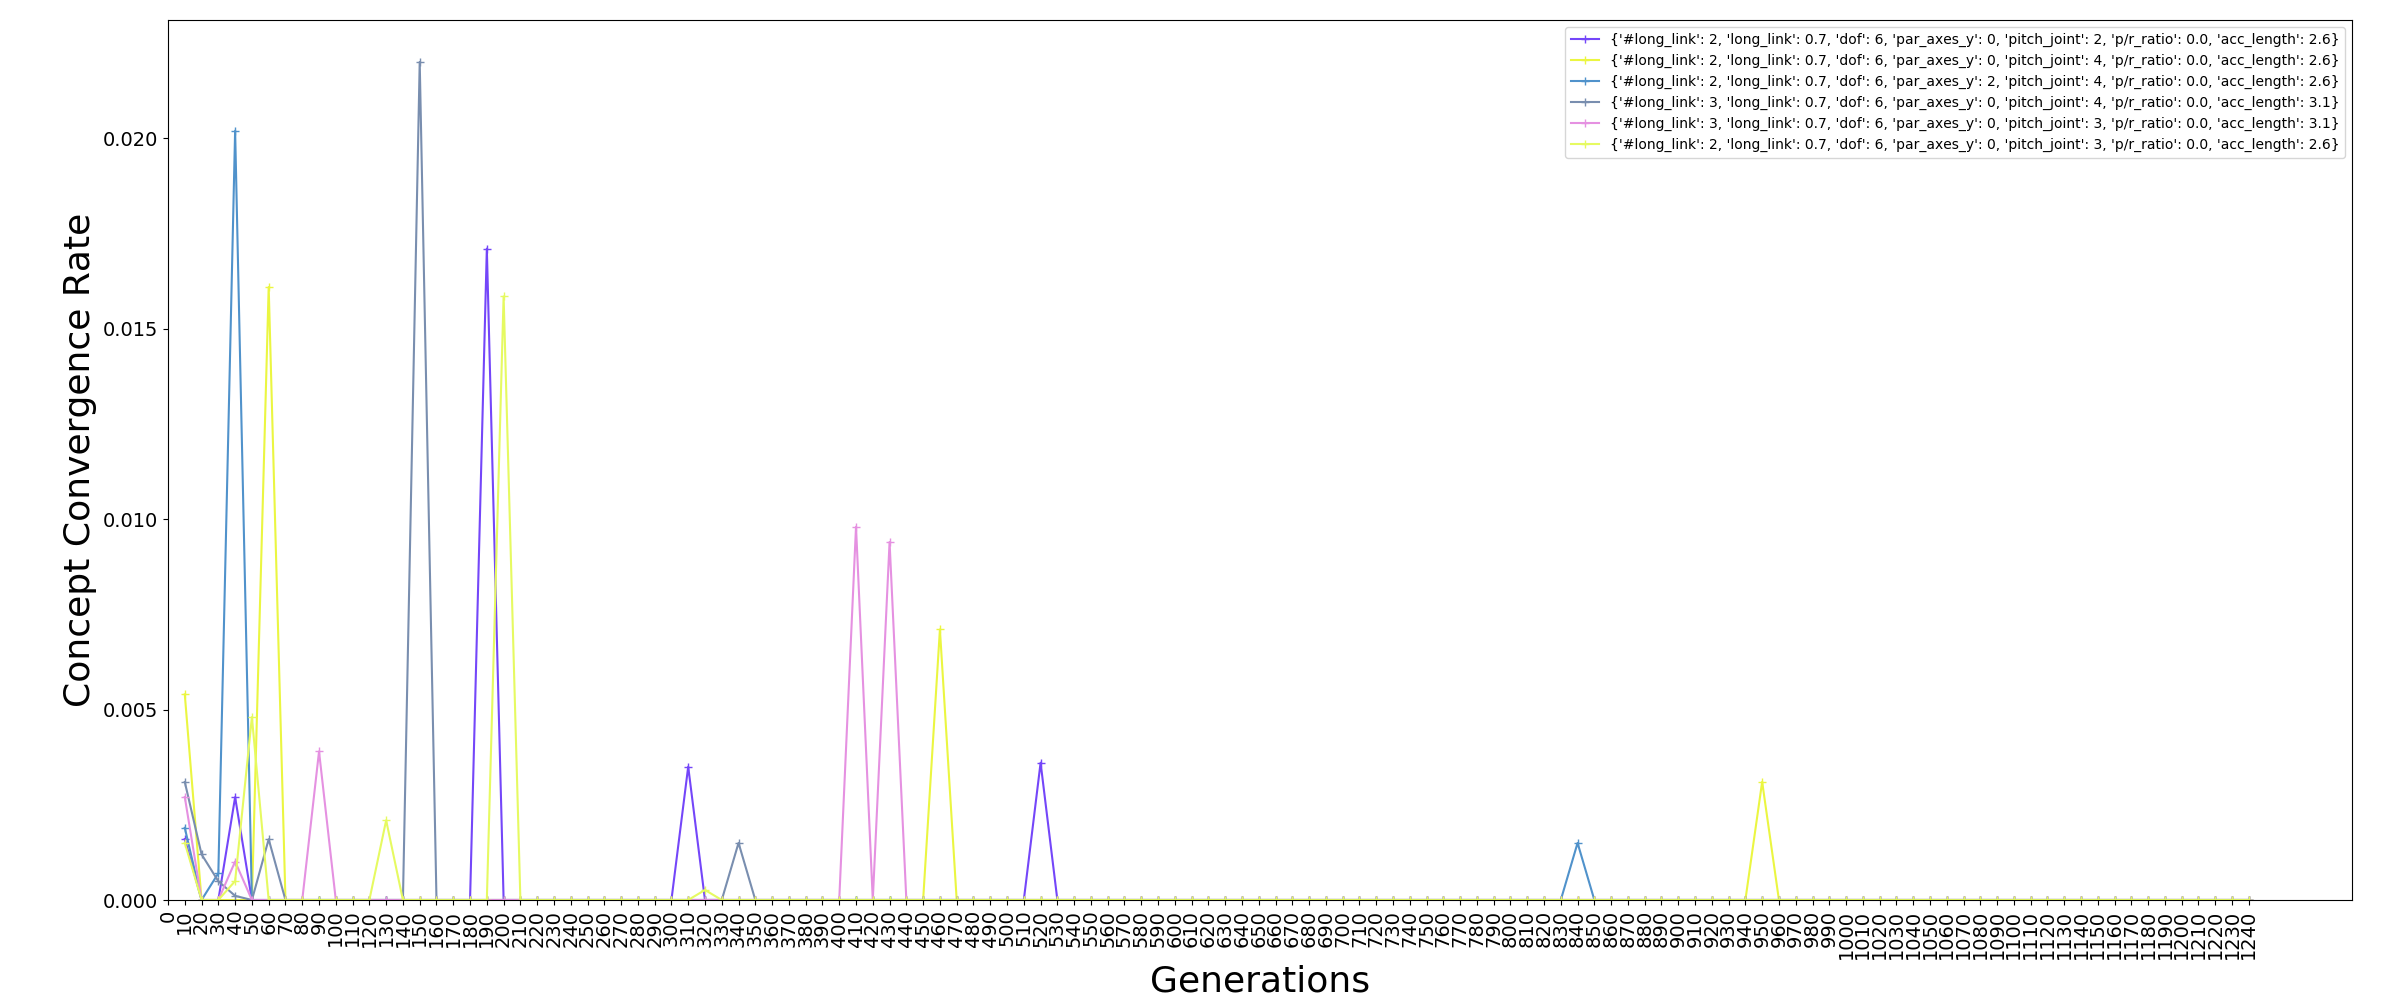 {'#long_link': 2, 'long_link': 0.7, 'dof': 6, 'par_axes_y': 0, 'pitch_joint': 2, 'p/r_ratio': 0.0, 'acc_length': 2.6}
{'#long_link': 2, 'long_link': 0.7, 'dof': 6, 'par_axes_y': 0, 'pitch_joint': 4, 'p/r_ratio': 0.0, 'acc_length': 2.6}
{'#long_link': 2, 'long_link': 0.7, 'dof': 6, 'par_axes_y': 2, 'pitch_joint': 4, 'p/r_ratio': 0.0, 'acc_length': 2.6}
{'#long_link': 3, 'long_link': 0.7, 'dof': 6, 'par_axes_y': 0, 'pitch_joint': 4, 'p/r_ratio': 0.0, 'acc_length': 3.1}
{'#long_link': 3, 'long_link': 0.7, 'dof': 6, 'par_axes_y': 0, 'pitch_joint': 3, 'p/r_ratio': 0.0, 'acc_length': 3.1}
{'#long_link': 2, 'long_link': 0.7, 'dof': 6, 'par_axes_y': 0, 'pitch_joint': 3, 'p/r_ratio': 0.0, 'acc_length': 2.6}
Concept Convergence Rate
0.020
0.015
0.010
0.005
0.000
0 10 20 30 40 50 60 70 80 90 100 110 120 130 140 150 160 170 180 190 200 210 220 230 240 250 260 270 280 290 300 310 320 330 340 350 360 370 380 390 400 410 420 430 440 450 460 470 480 490 500 510 520 530 540 550 560 570 580 590 600 610 620 630 640 650 660 670 680 690 700 710 720 730 740 750 760 770 780 790 800 810 820 830 840 850 860 870 880 890 900 910 920 930 940 950 960 970 980 990 1000 1010 1020 1030 1040 1050 1060 1070 1080 1090 1100 1110 1120 1130 1140 1150 1160 1170 1180 1190 1200 1210 1220 1230 1240
Generations